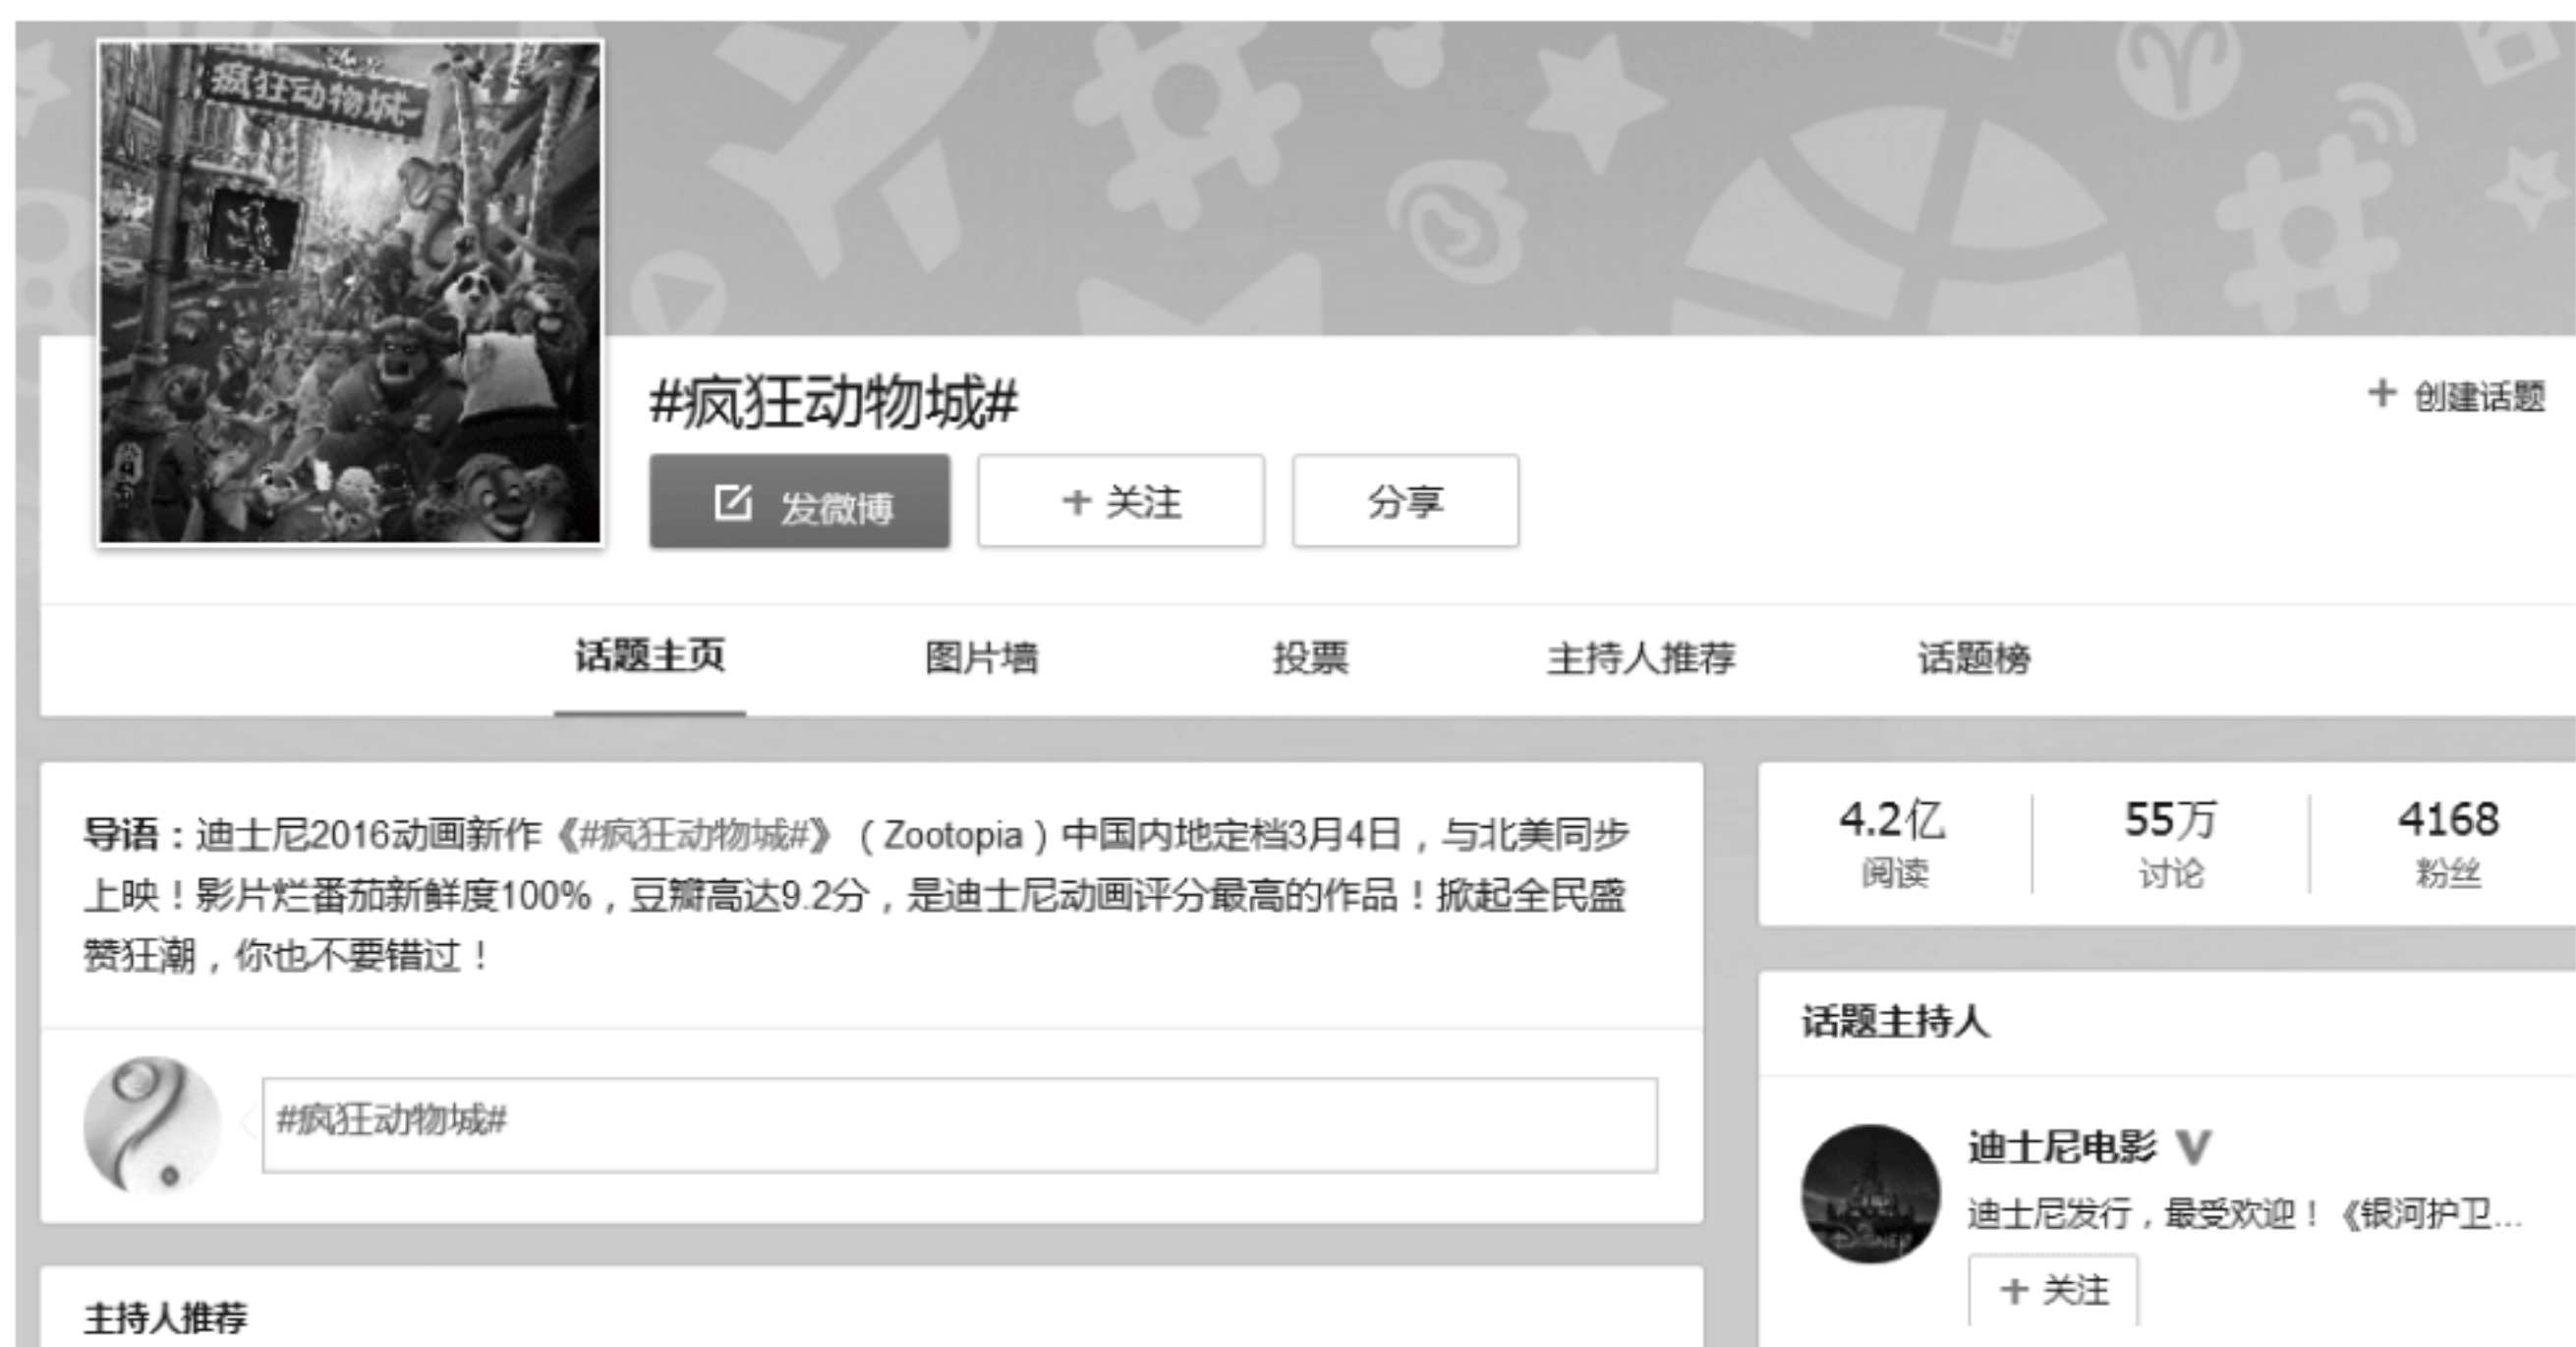 疯狂动物城
#疯狂动物城#
+ 创建话题
发微博
+ 关注
分享
话题主页
图片墙
投票
主持人推荐
话题榜
导语：迪士尼2016动画新作《#疯狂动物城#》（Zootopia）中国内地定档3月4日，与北美同步
上映！影片烂番茄新鲜度100%，豆瓣高达9.2分，是迪士尼动画评分最高的作品！掀起全民盛
赞狂潮，你也不要错过！
#疯狂动物城#
主持人推荐
4.2亿
阅读
55万
讨论
4168
粉丝
话题主持人
迪士尼电影 V
迪士尼发行，最受欢迎！《银河护卫...
DISNEP
+ 关注